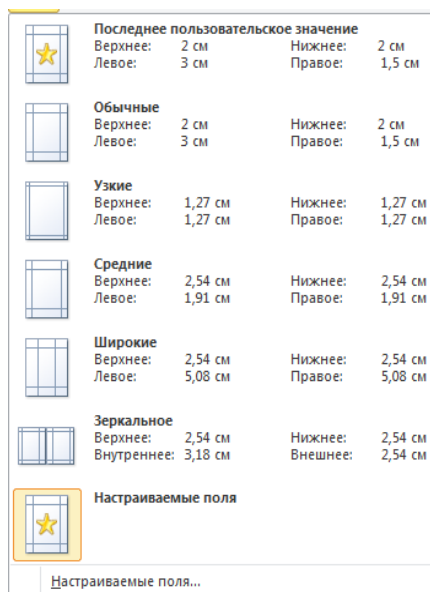 Последнее пользовательское значение
Верхнее: 2 см Нижнее: 2 см
Левое: 3 см Правое: 1,5 см
Обычные
Верхнее: 2 см Нижнее: 2 см
Левое: 3 см Правое: 1,5 см
Узкие
Верхнее: 1,27 см Нижнее: 1,27 см
Левое: 1,27 см Правое: 1,27 см
Средние
Верхнее: 2,54 см Нижнее: 2,54 см
Левое: 1,91 см Правое: 1,91 см
Широкие
Верхнее: 2,54 см Нижнее: 2,54 см
Левое: 5,08 см Правое: 5,08 см
Зеркальное
Верхнее: 2,54 см Нижнее: 2,54 см
Внутреннее: 3,18 см Внешнее: 2,54 см
Настраиваемые поля
Настраиваемые поля...